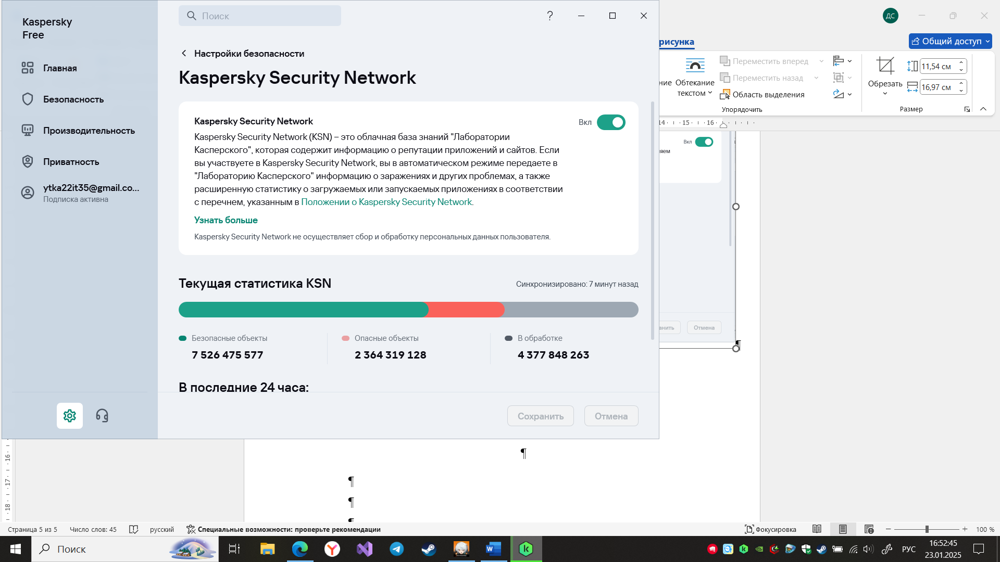 Kaspersky
Free
Главная
Безопасность
Производительность
Приватность
ytka22it35@gmail.co...
Подписка активна
Поиск
?
Настройки безопасности
Kaspersky Security Network
Kaspersky Security Network
Вкл
Kaspersky Security Network (KSN) – это облачная база знаний "Лаборатории
Касперского", которая содержит информацию о репутации приложений и сайтов. Если
вы участвуете в Kaspersky Security Network, вы в автоматическом режиме передаете в
"Лабораторию Касперского" информацию о заражениях и других проблемах, а также
расширенную статистику о загружаемых или запускаемых приложениях в соответствии
с перечнем, указанным в Положении о Kaspersky Security Network.
Узнать больше
Kaspersky Security Network не осуществляет сбор и обработку персональных данных пользователя.
Текущая статистика KSN
Синхронизировано: 7 минут назад
Безопасные объекты
7 526 475 577
Опасные объекты
2 364 319 128
В обработке
4 377 848 263
В последние 24 часа:
Сохранить
Отмена
ДС
рисунка
Общий доступ
ние
Обтекание
текстом
Переместить вперед
Переместить назад
Область выделения
Упорядочить
Обрезать
11,54 см
16,97 см
Размер
14 · 15 · 16
Вкл
яем
анить
Отмена
¶
¶
¶
¶
¶
16
17
18
Страница 5 из 5
Число слов: 45
русский
Специальные возможности: проверьте рекомендации
Фокусировка
100 %
Поиск
РУС
16:52:45
23.01.2025